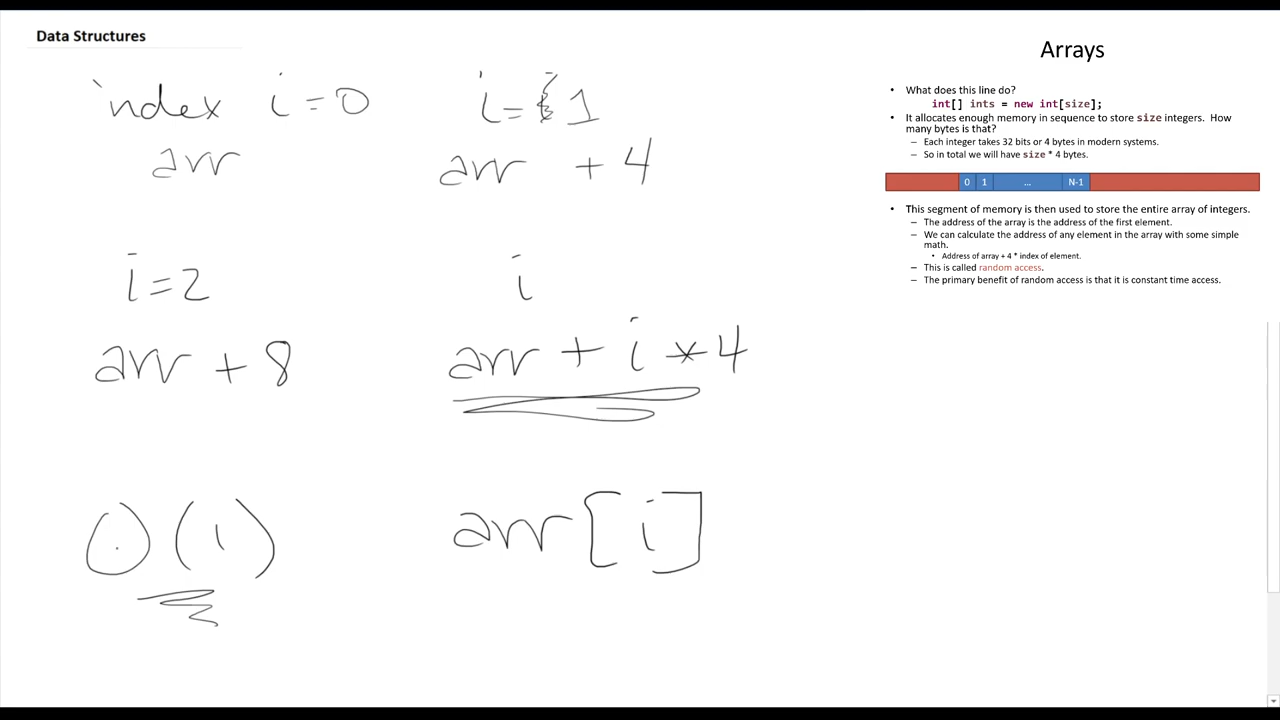 Data Structures
index i=0 i= 1
arr arr + 4
i=2 i
arr + 8 arr + i * 4
O(1) arr[i]
Arrays
• What does this line do?
int[] ints = new int[size];
• It allocates enough memory in sequence to store size integers. How
many bytes is that?
– Each integer takes 32 bits or 4 bytes in modern systems.
– So in total we will have size * 4 bytes.
0 1 ... N-1
• This segment of memory is then used to store the entire array of integers.
– The address of the array is the address of the first element.
– We can calculate the address of any element in the array with some simple
math.
• Address of array + 4 * index of element.
– This is called random access.
– The primary benefit of random access is that it is constant time access.